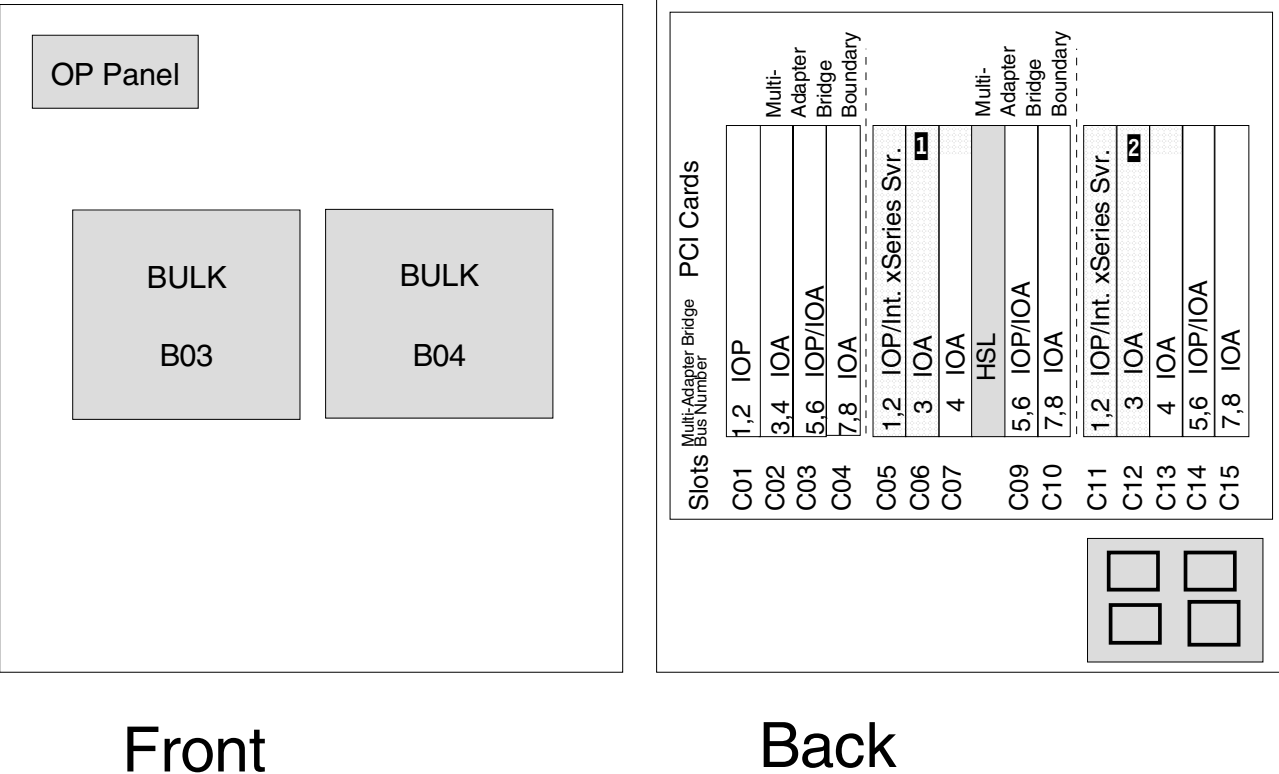 OP Panel
BULK
B03
BULK
B04
Front
Slots Multi-Adapter Bridge
Bus Number PCI Cards
C01 1,2 IOP
C02 3,4 IOA
C03 5,6 IOP/IOA
C04 7,8 IOA
Multi-
Adapter
Bridge
Boundary
C05 1,2 IOP/Int. xSeries Svr.
C06 3 IOA 1
C07 4 IOA
HSL
C09 5,6 IOP/IOA
C10 7,8 IOA
Multi-
Adapter
Bridge
Boundary
C11 1,2 IOP/Int. xSeries Svr.
C12 3 IOA 2
C13 4 IOA
C14 5,6 IOP/IOA
C15 7,8 IOA
Back